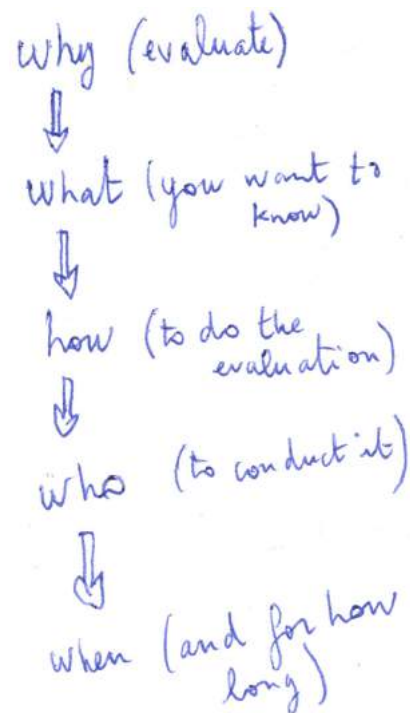 why (evaluate)
what (you want to
know)
how (to do the
evaluation)
who (to conduct it)
when (and for how
long)